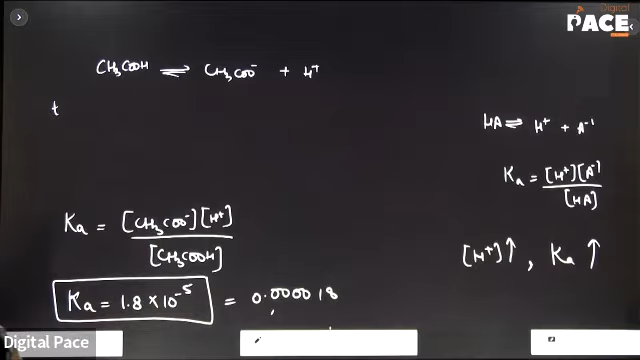 Digital
PACE
CH₃COOH ⇌ CH₃COO⁻ + H⁺
t
HA ⇌ H⁺ + A⁻¹
Ka = [H⁺][A⁻] / [HA]
Ka = [CH₃COO⁻][H⁺] / [CH₃COOH]
[H⁺]↑ , Ka ↑
Ka = 1.8 × 10⁻⁵ = 0.000018
Digital Pace